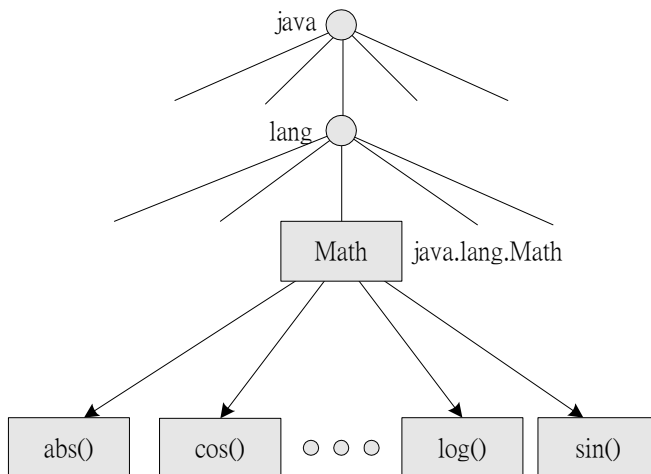 java
lang
Math
java.lang.Math
abs()
cos()
log()
sin()